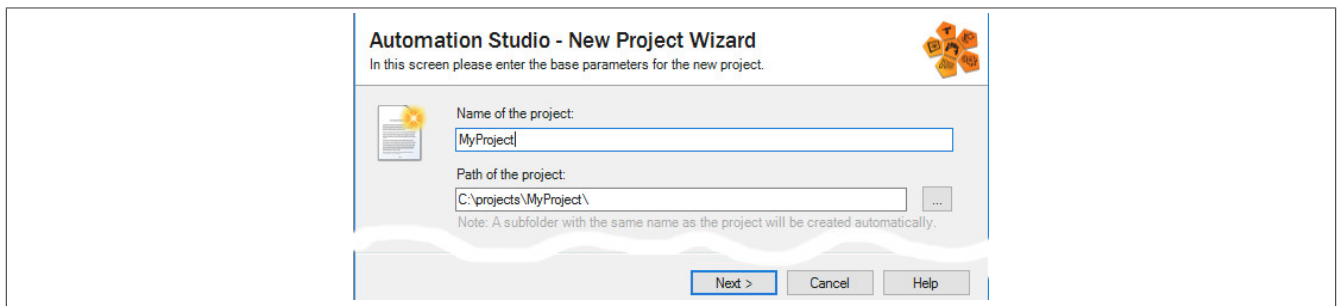 Automation Studio - New Project Wizard
In this screen please enter the base parameters for the new project.
Name of the project:
MyProject
Path of the project:
C:\projects\MyProject\
...
Note: A subfolder with the same name as the project will be created automatically.
Next >
Cancel
Help